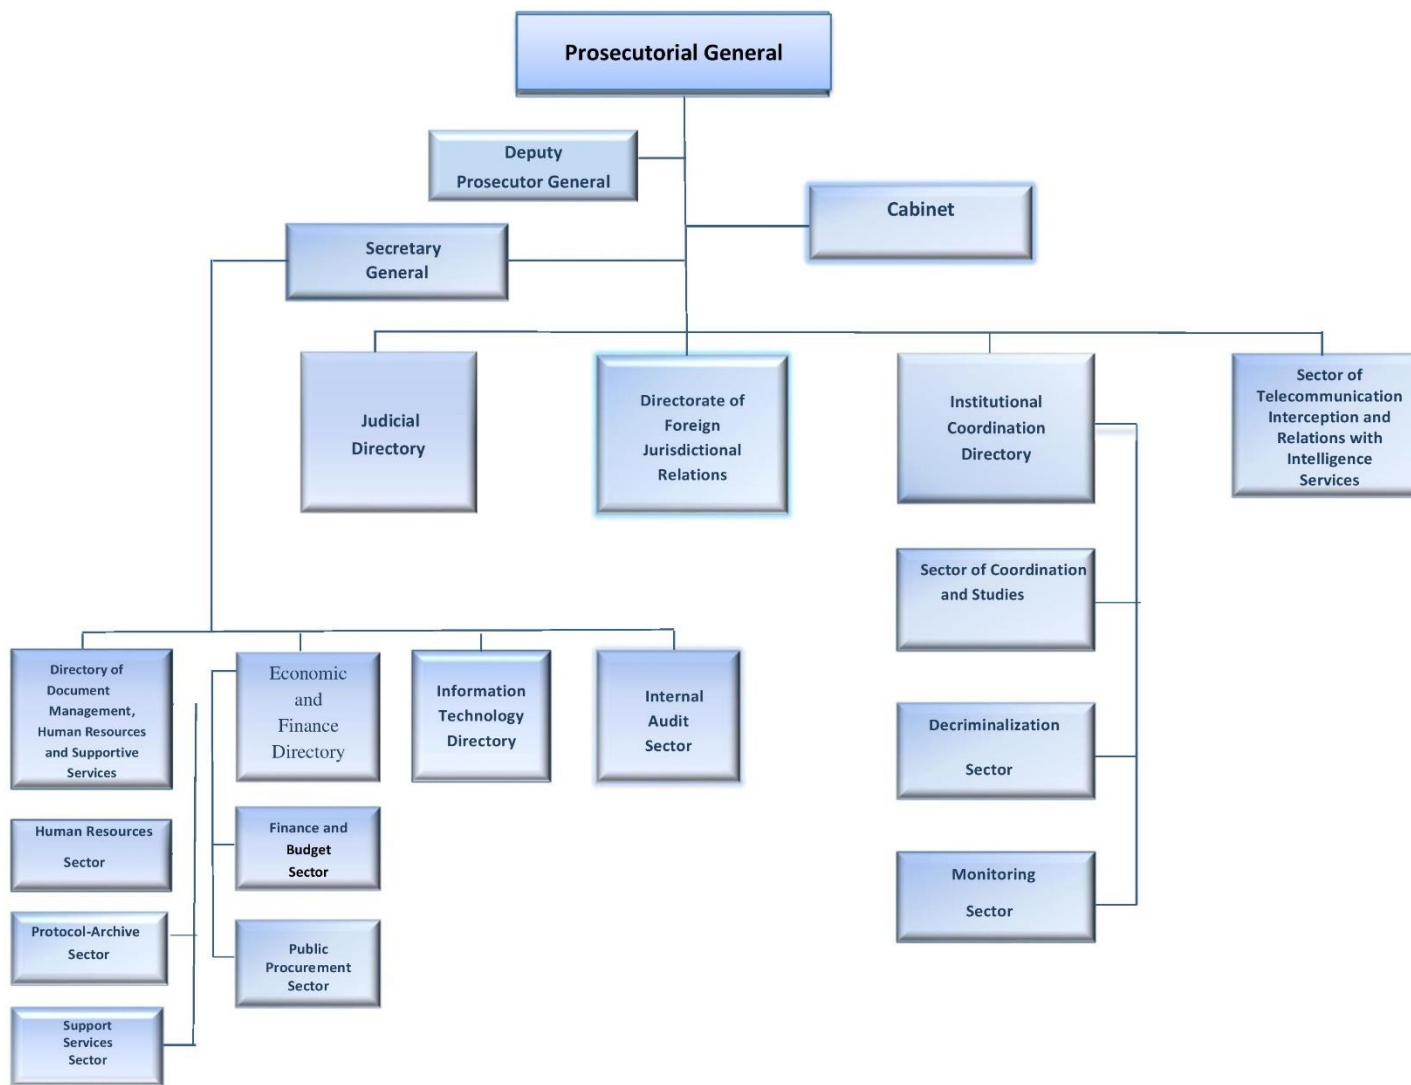 Prosecutorial General
Deputy
Prosecutor General
Cabinet
Secretary
General
Judicial
Directory
Directorate of
Foreign
Jurisdictional
Relations
Institutional
Coordination
Directory
Sector of
Telecommunication
Interception and
Relations with
Intelligence
Services
Sector of Coordination
and Studies
Decriminalization
Sector
Monitoring
Sector
Directory of
Document
Management,
Human Resources
and Supportive
Services
Economic
and
Finance
Directory
Information
Technology
Directory
Internal
Audit
Sector
Human Resources
Sector
Finance and
Budget
Sector
Protocol-Archive
Sector
Public
Procurement
Sector
Support
Services
Sector